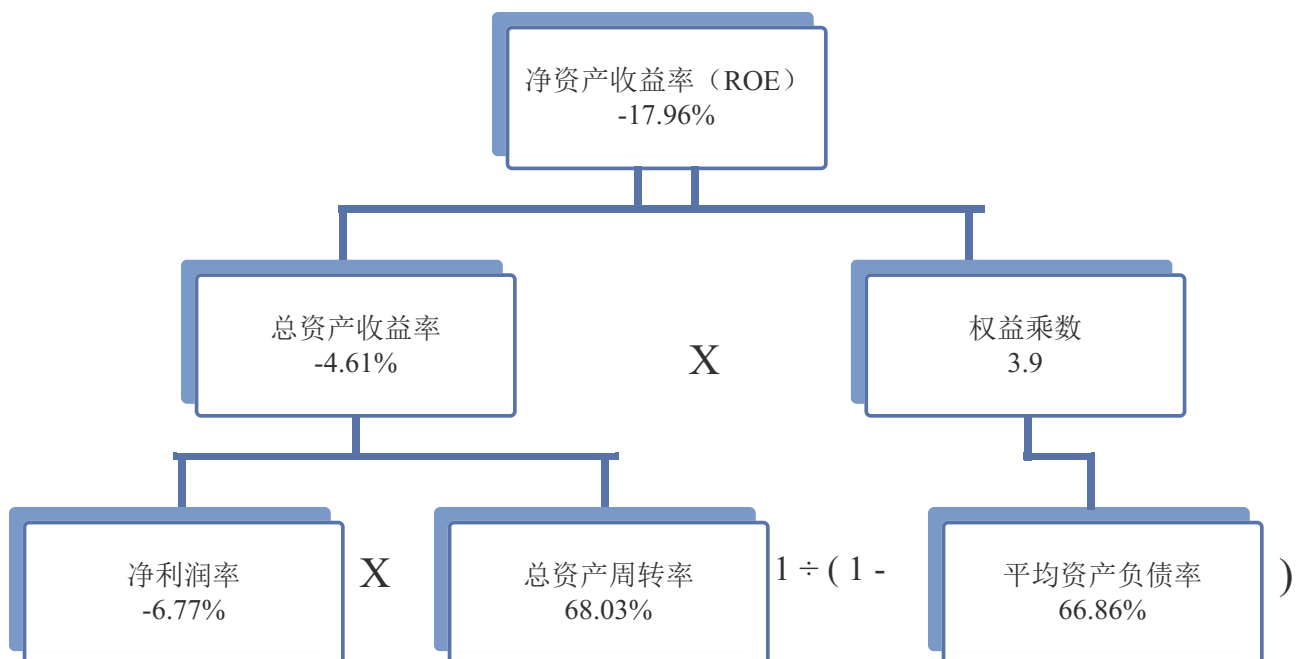 净资产收益率（ROE）
-17.96%
总资产收益率
-4.61%
X
权益乘数
3.9
净利润率
-6.77%
X
总资产周转率
68.03%
1 ÷ ( 1 -
平均资产负债率
66.86%
)